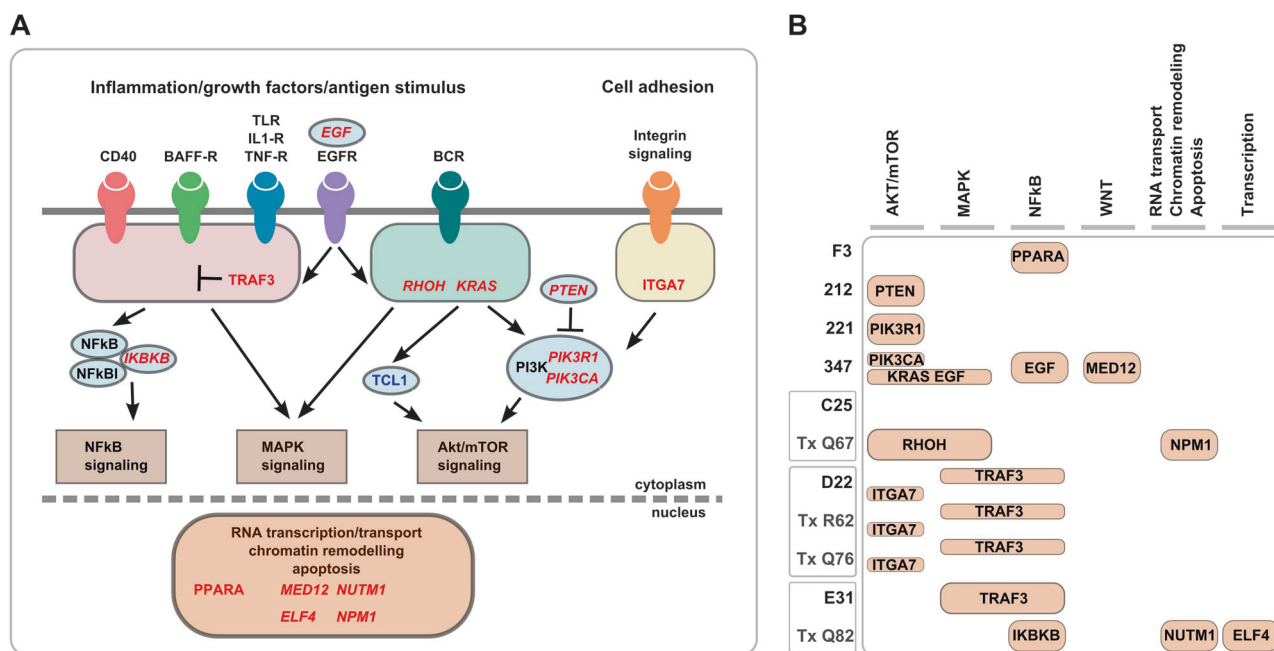 A
Inflammation/growth factors/antigen stimulus
Cell adhesion
CD40
BAFF-R
TLR
IL1-R
TNF-R
EGF
EGFR
BCR
Integrin
signaling
TRAF3
RHOH KRAS
PTEN
ITGA7
NFkB
NFkBI
IKBKB
TCL1
PI3K
PIK3R1
PIK3CA
NFkB
signaling
MAPK
signaling
Akt/mTOR
signaling
cytoplasm
nucleus
RNA transcription/transport
chromatin remodelling
apoptosis
PPARA MED12 NUTM1
ELF4 NPM1
B
AKT/mTOR
MAPK
NFkB
WNT
RNA transport
Chromatin remodeling
Apoptosis
Transcription
F3 PPARA
212 PTEN
221 PIK3R1
347 PIK3CA
KRAS EGF
EGF MED12
C25
Tx Q67 RHOH NPM1
D22 TRAF3
ITGA7
Tx R62 TRAF3
ITGA7
Tx Q76 TRAF3
ITGA7
E31 TRAF3
Tx Q82 IKBKB NUTM1 ELF4